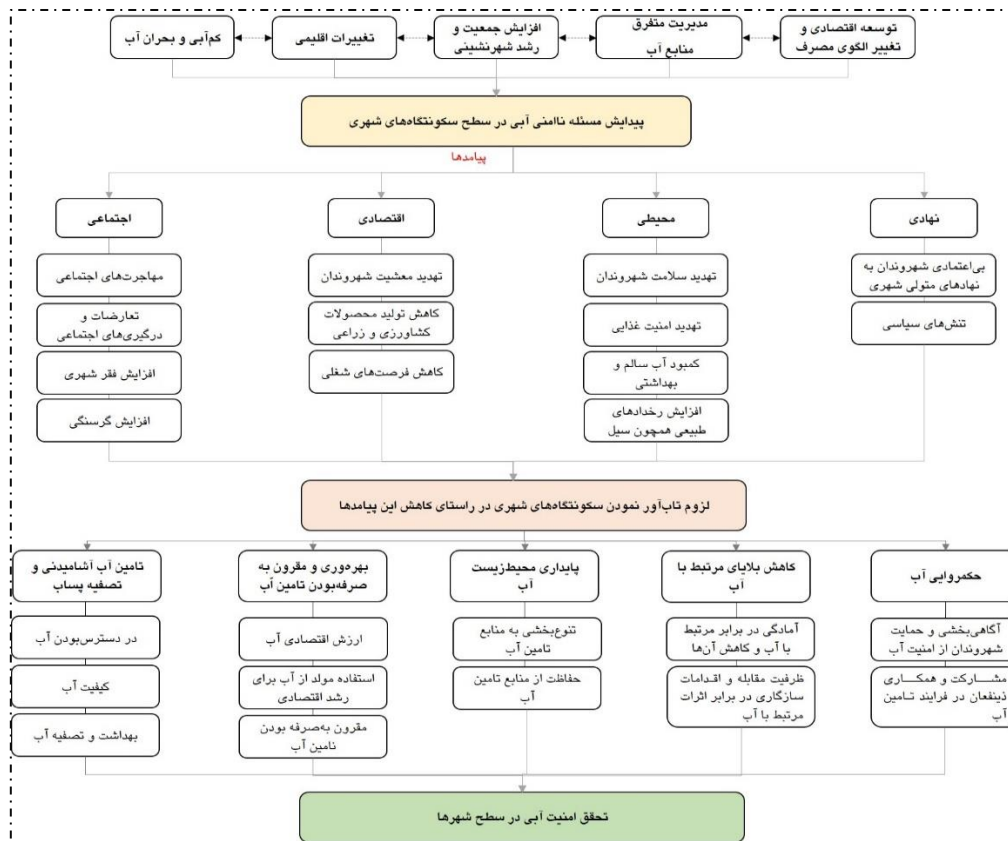 توسعه اقتصادی و
تغییر الگوی مصرف
مدیریت متفرق
منابع آب
افزایش جمعیت و
رشد شهرنشینی
تغییرات اقلیمی
کم‌آبی و بحران آب
پیدایش مسئله ناامنی آبی در سطح سکونتگاه‌های شهری
پیامدها
نهادی
بی‌اعتمادی شهروندان به
نهادهای متولی شهری
تنش‌های سیاسی
محیطی
تهدید سلامت شهروندان
تهدید امنیت غذایی
کمبود آب سالم و
بهداشتی
افزایش رخدادهای
طبیعی همچون سیل
اقتصادی
تهدید معشیت شهروندان
کاهش تولید محصولات
کشاورزی و زراعی
کاهش فرصت‌های شغلی
اجتماعی
مهاجرت‌های اجتماعی
تعارضات و
درگیری‌های اجتماعی
افزایش فقر شهری
افزایش گرسنگی
لزوم تاب‌آور نمودن سکونتگاه‌های شهری در راستای کاهش این پیامدها
حکمروایی آب
آگاهی‌بخشی و حمایت
شهروندان از امنیت آب
مشــارکت و همکــاری
ذینفعان در فرایند تـامین
آب
کاهش بلایای مرتبط با
آب
آمادگی در برابر مرتبط
با آب و کاهش آن‌ها
ظرفیت مقابله و اقدامات
سازگاری در برابر اثرات
مرتبط با آب
پایداری محیط‌زیست
آب
تنوع‌بخشی به منابع
تامین آب
حفاظت از منابع تامین
آب
بهره‌وری و مقرون به
صرفه‌بودن تامین آب
ارزش اقتصادی آب
استفاده مولد از آب برای
رشد اقتصادی
مقرون به‌صرفه بودن
تامین آب
تامین آب آشامیدنی و
تصفیه پساب
در دسترس‌بودن آب
کیفیت آب
بهداشت و تصفیه آب
تحقق امنیت آبی در سطح شهرها